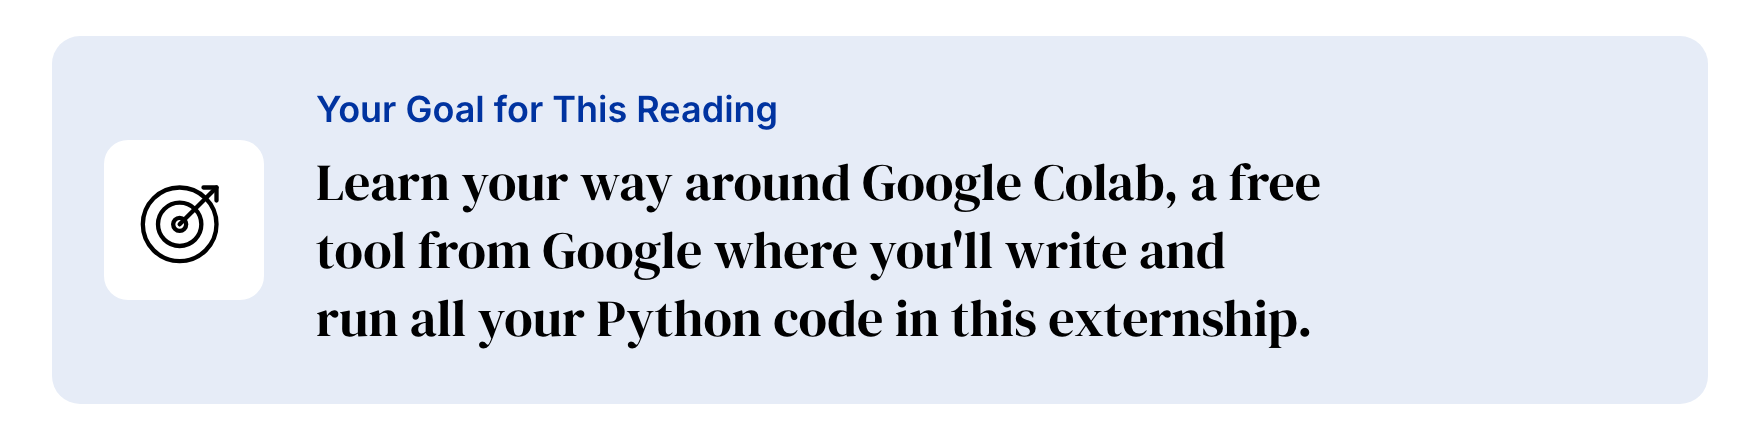 Your Goal for This Reading
Learn your way around Google Colab, a free
tool from Google where you'll write and
run all your Python code in this externship.